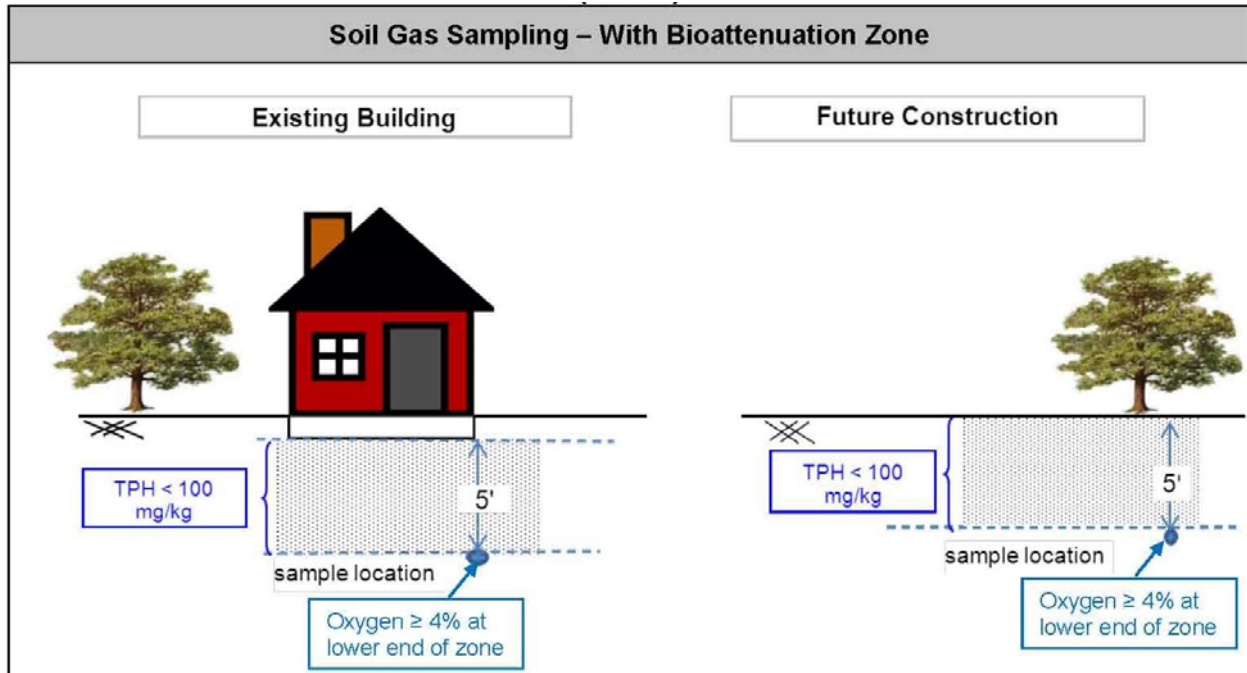 Soil Gas Sampling – With Bioattenuation Zone
Existing Building
Future Construction
TPH < 100
mg/kg
5'
sample location
Oxygen ≥ 4% at
lower end of zone
TPH < 100
mg/kg
5'
sample location
Oxygen ≥ 4% at
lower end of zone